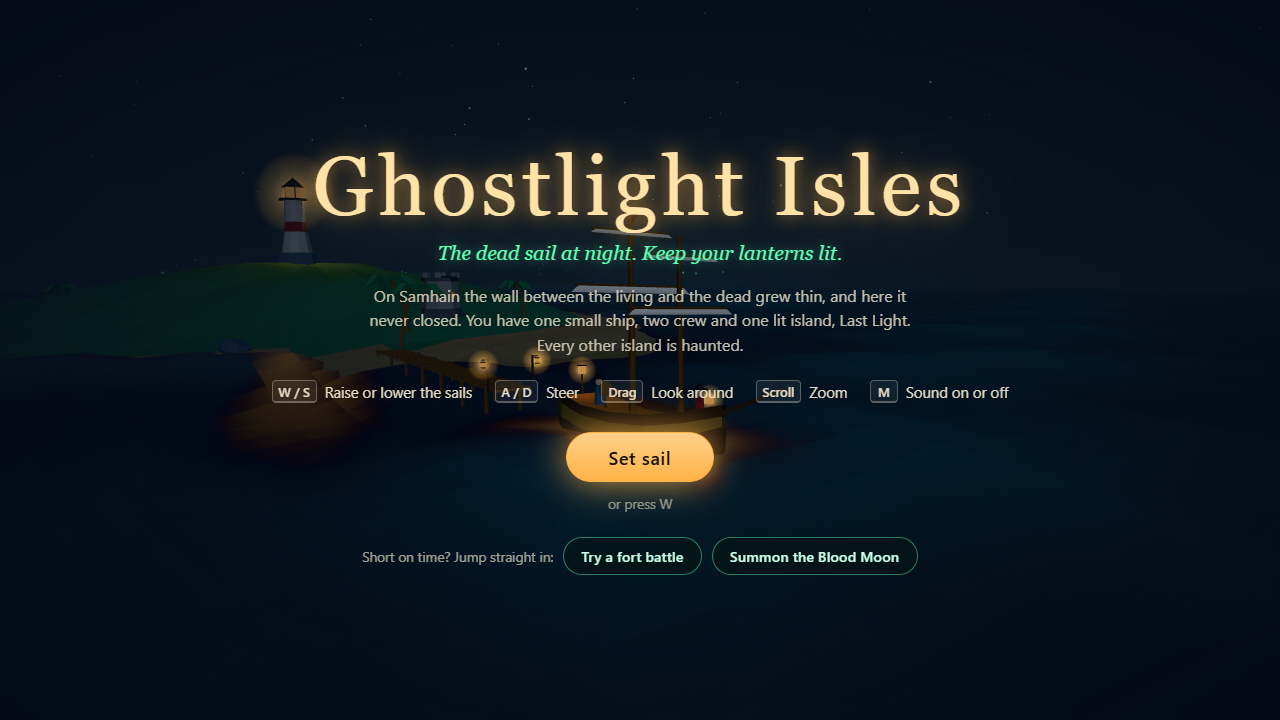 Ghostlight Isles
The dead sail at night. Keep your lanterns lit.
On Samhain the wall between the living and the dead grew thin, and here it
never closed. You have one small ship, two crew and one lit island, Last Light.
Every other island is haunted.
W / S Raise or lower the sails A / D Steer Drag Look around Scroll Zoom M Sound on or off
Set sail
or press W
Short on time? Jump straight in: Try a fort battle Summon the Blood Moon